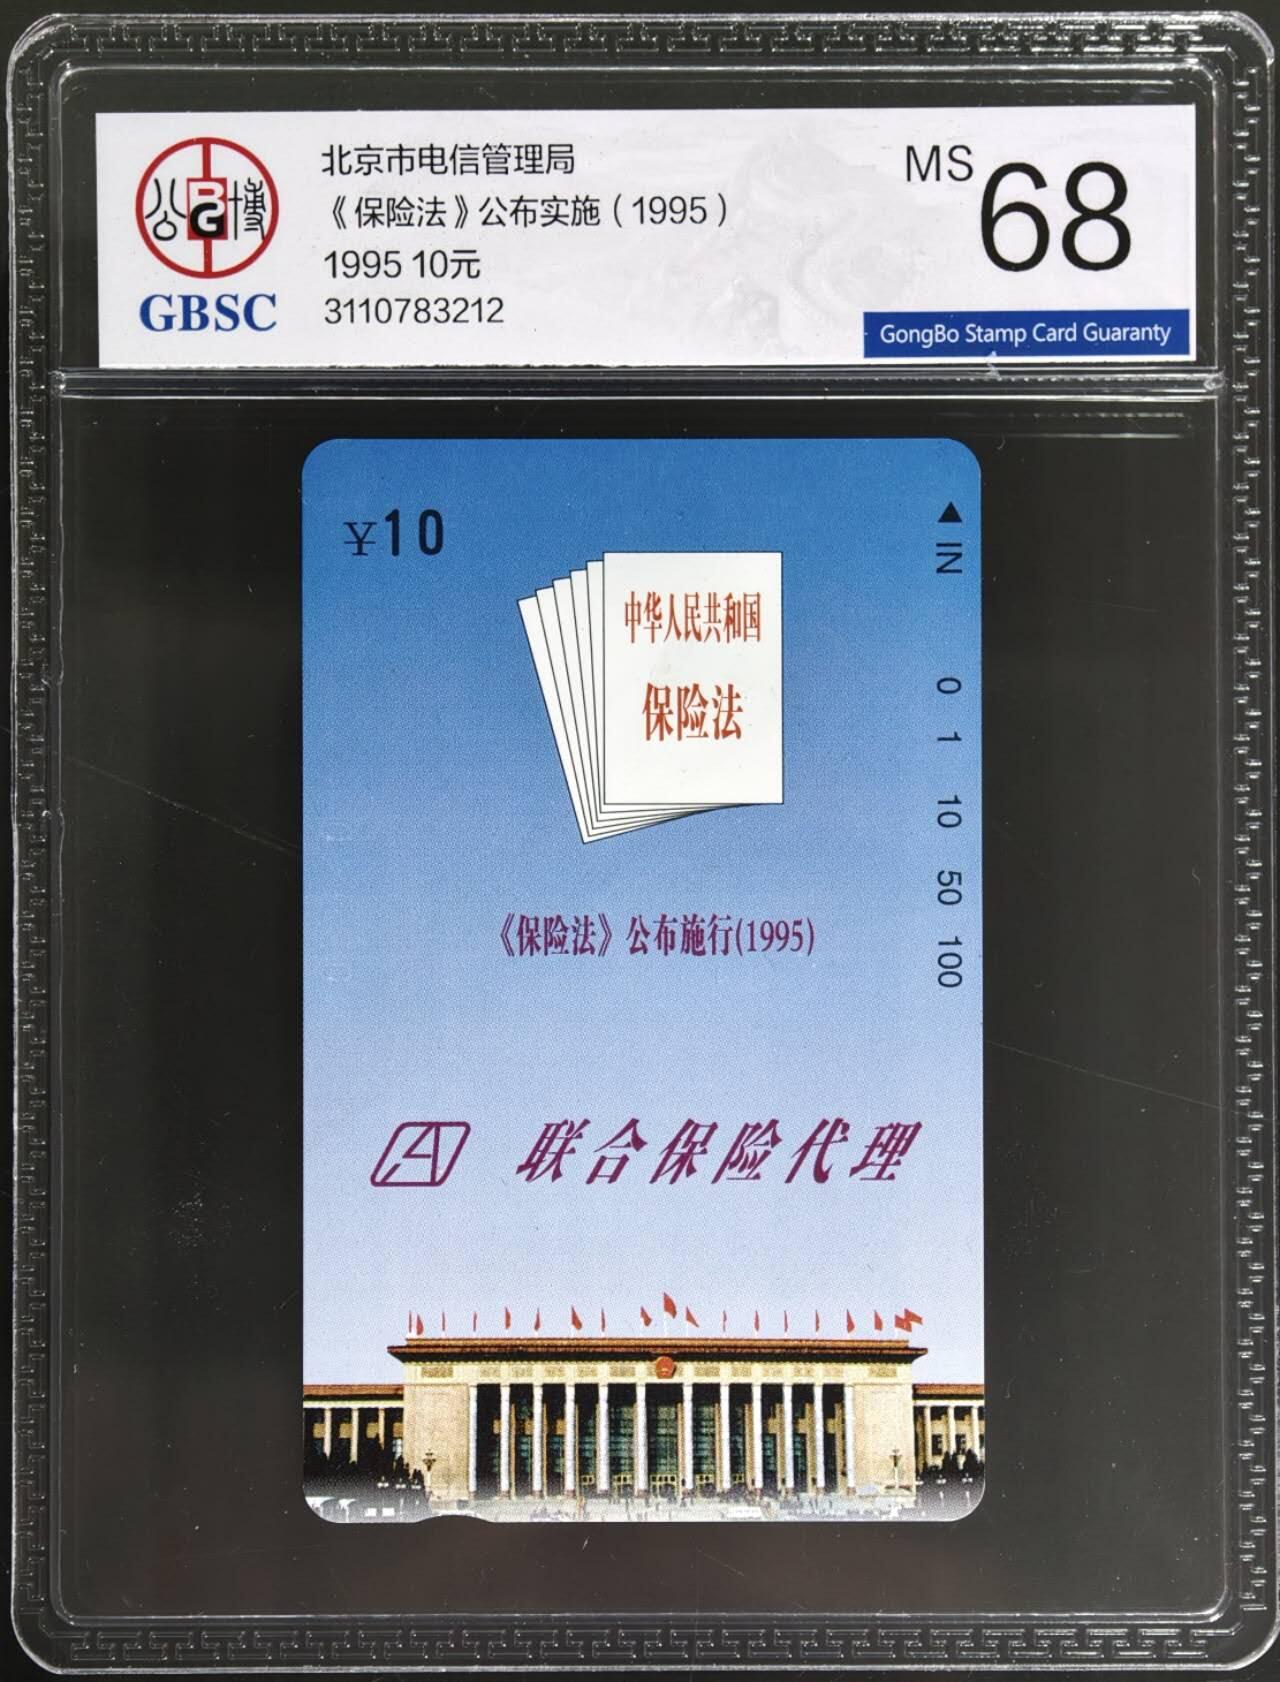 公博
GBSC
北京市电信管理局
《保险法》公布实施（1995）
1995 10元
3110783212
MS 68
GongBo Stamp Card Guaranty
¥10
中华人民共和国
保险法
《保险法》公布施行(1995)
联合保险代理
◀ IN 0 1 10 50 100